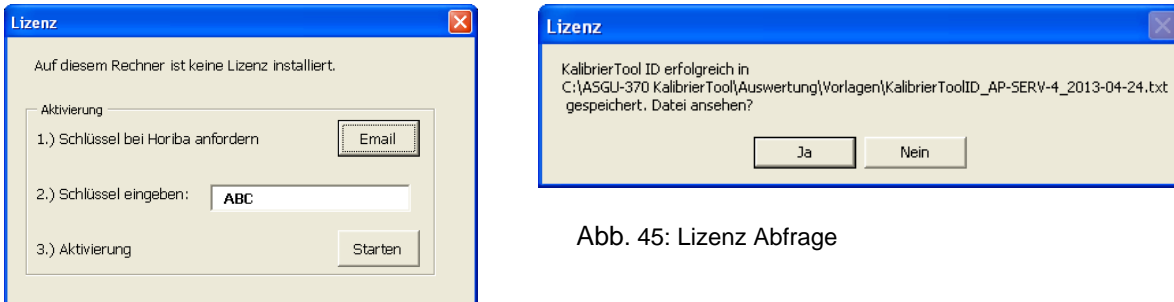 Lizenz
Auf diesem Rechner ist keine Lizenz installiert.
Aktivierung
1.) Schlüssel bei Horiba anfordern
Email
2.) Schlüssel eingeben:
ABC
3.) Aktivierung
Starten
Lizenz
KalibrierTool ID erfolgreich in
C:\ASGU-370 KalibrierTool\Auswertung\Vorlagen\KalibrierToolID_AP-SERV-4_2013-04-24.txt
gespeichert. Datei ansehen?
Ja
Nein
Abb. 45: Lizenz Abfrage